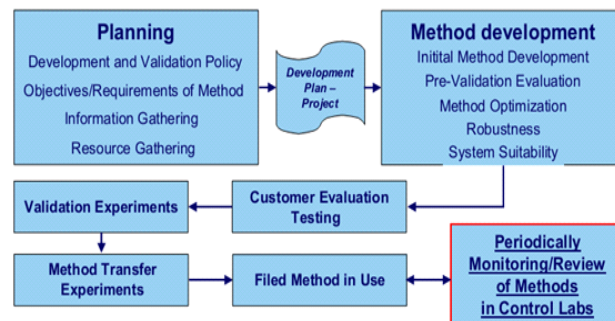 Planning
Development and Validation Policy
Objectives/Requirements of Method
Information Gathering
Resource Gathering
Development
Plan –
Project
Method development
Initital Method Development
Pre-Validation Evaluation
Method Optimization
Robustness
System Suitability
Validation Experiments
Customer Evaluation
Testing
Method Transfer
Experiments
Filed Method in Use
Periodically
Monitoring/Review
of Methods
in Control Labs